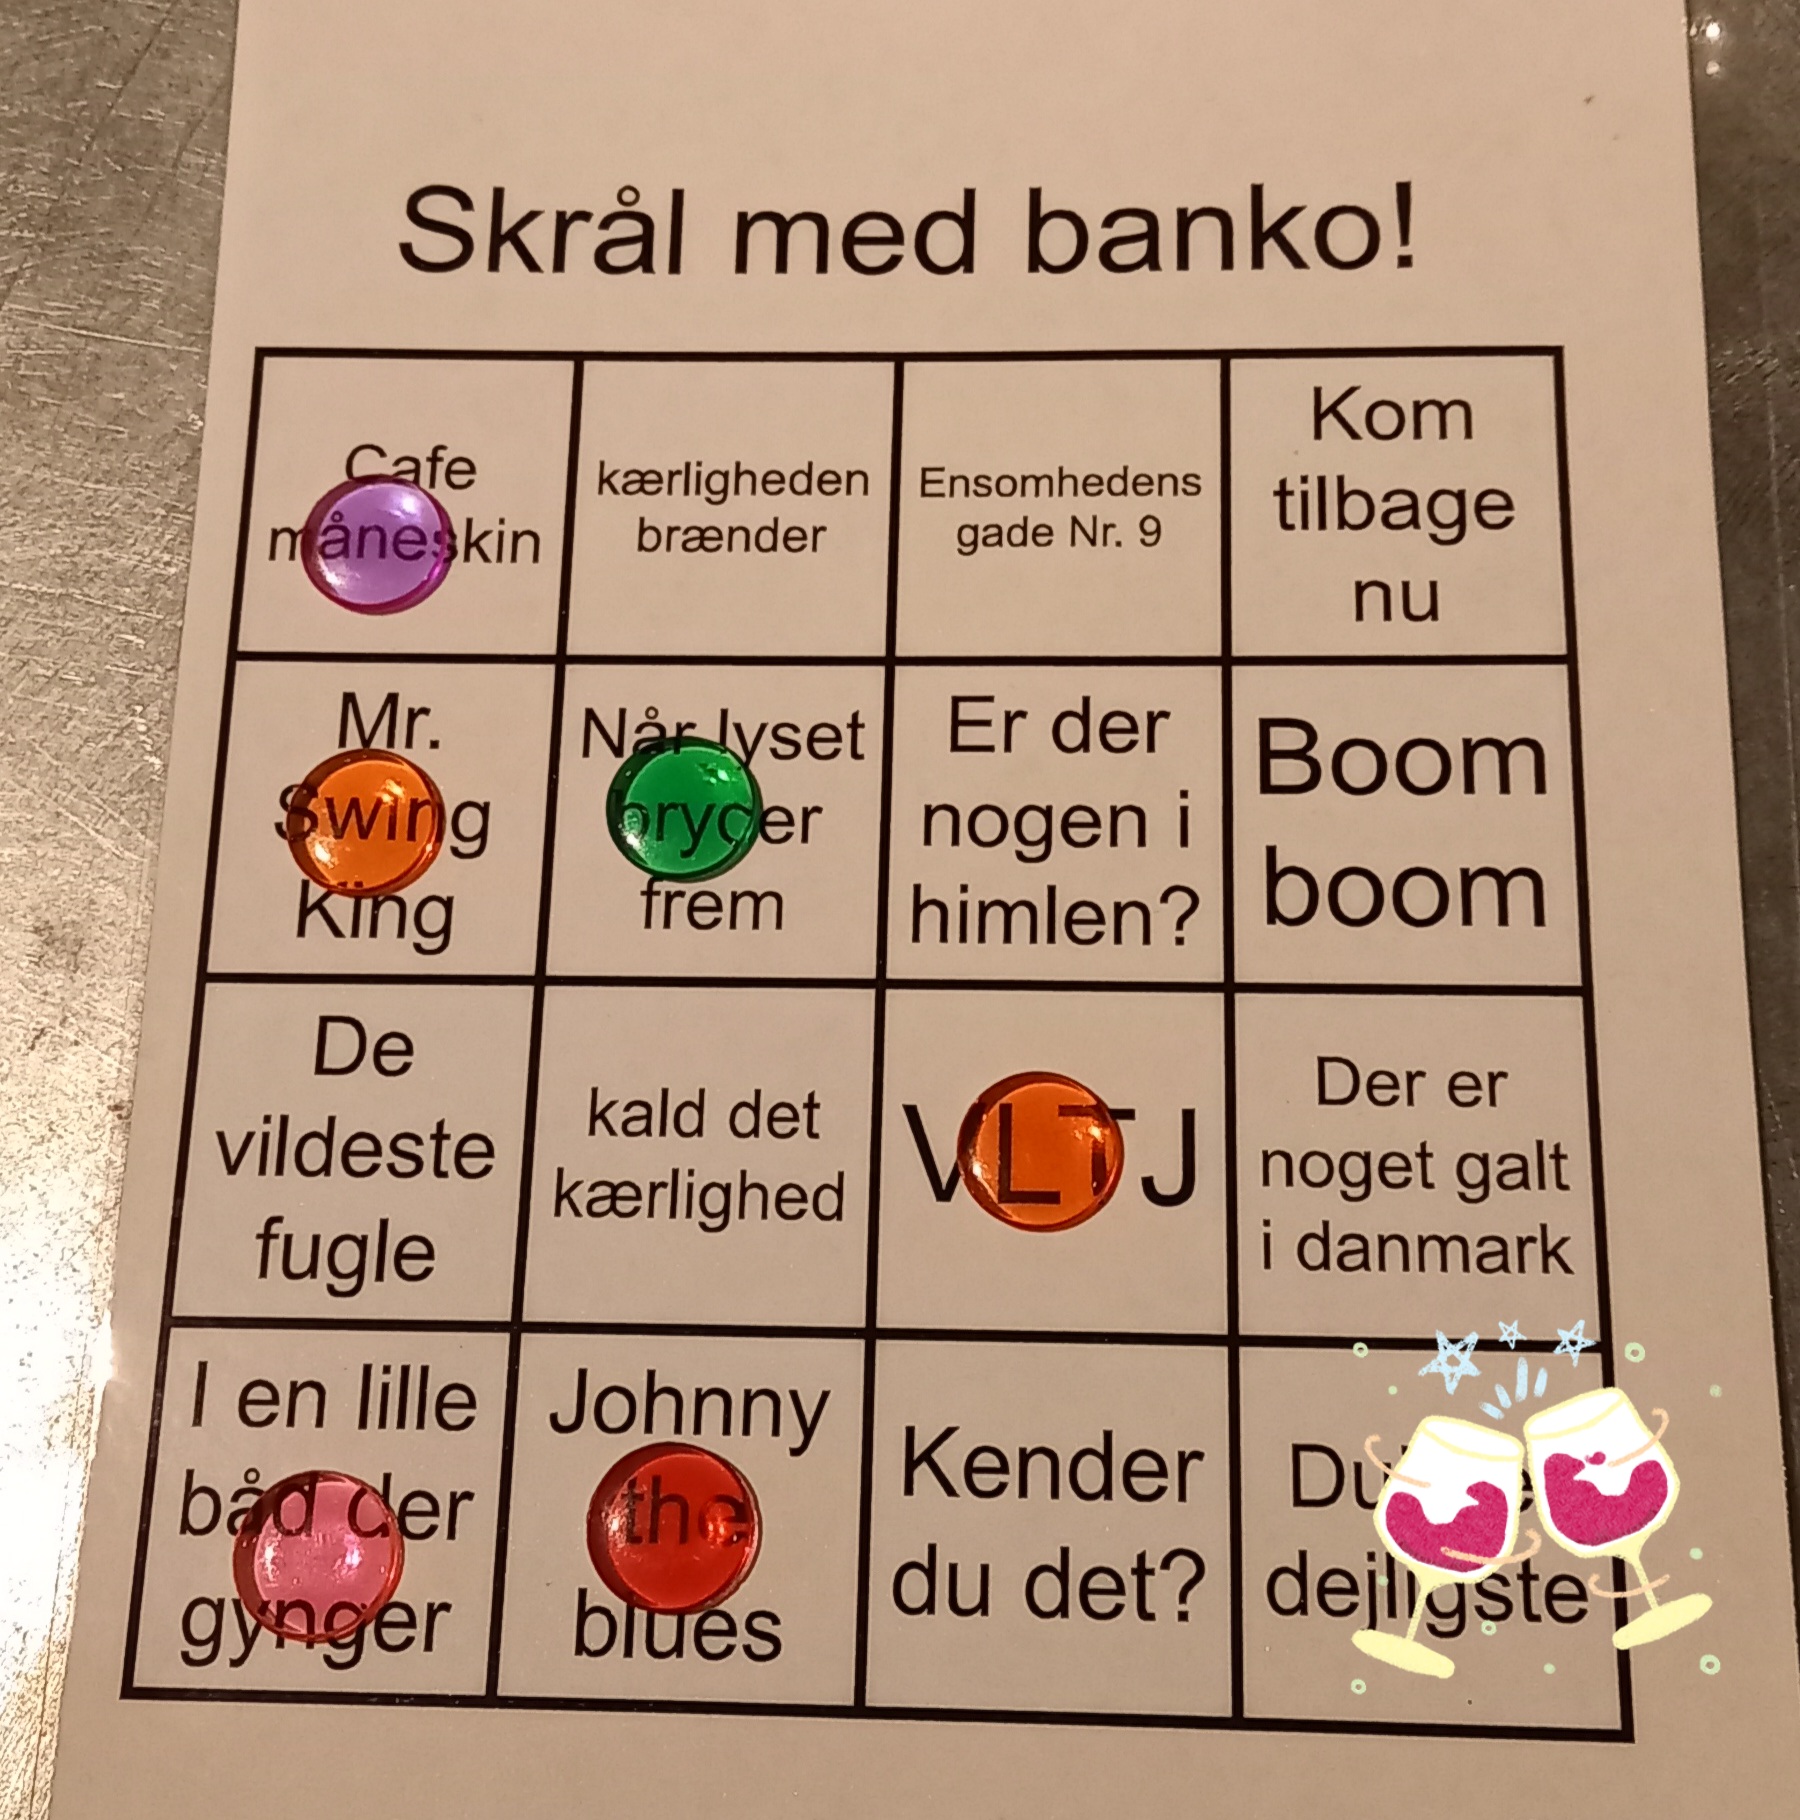 Skrål med banko!
Cafe
måneskin
kærligheden
brænder
Ensomhedens
gade Nr. 9
Kom
tilbage
nu
Mr.
Swing
King
Når lyset
bryder
frem
Er der
nogen i
himlen?
Boom
boom
De
vildeste
fugle
kald det
kærlighed
VLTJ
Der er
noget galt
i danmark
I en lille
båd der
gynger
Johnny
the
blues
Kender
du det?
Du
dejligste